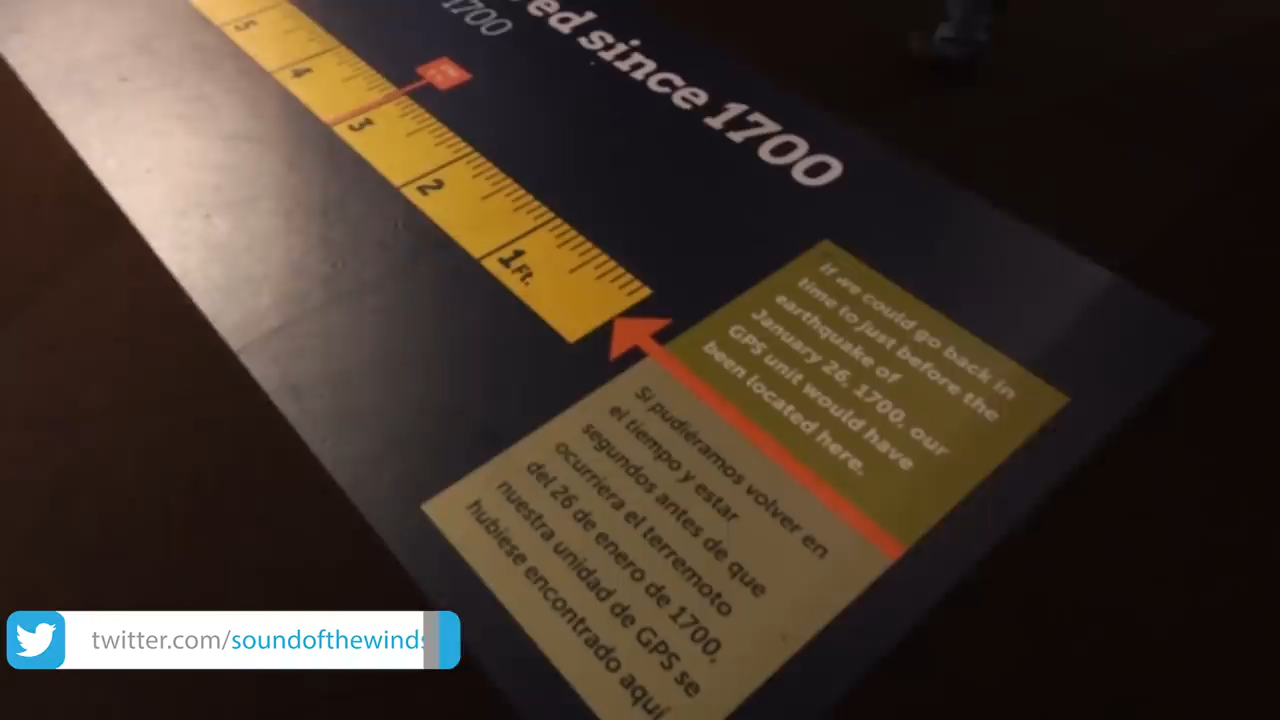 ed since 1700
1700
5
4
3
2
1 Ft.
If we could go back in
time to just before the
earthquake of
January 26, 1700, our
GPS unit would have
been located here.
Si pudiéramos volver en
el tiempo y estar
segundos antes de que
ocurriera el terremoto
del 26 de enero de 1700,
nuestra unidad de GPS se
hubiese encontrado aquí
twitter.com/soundofthewinds